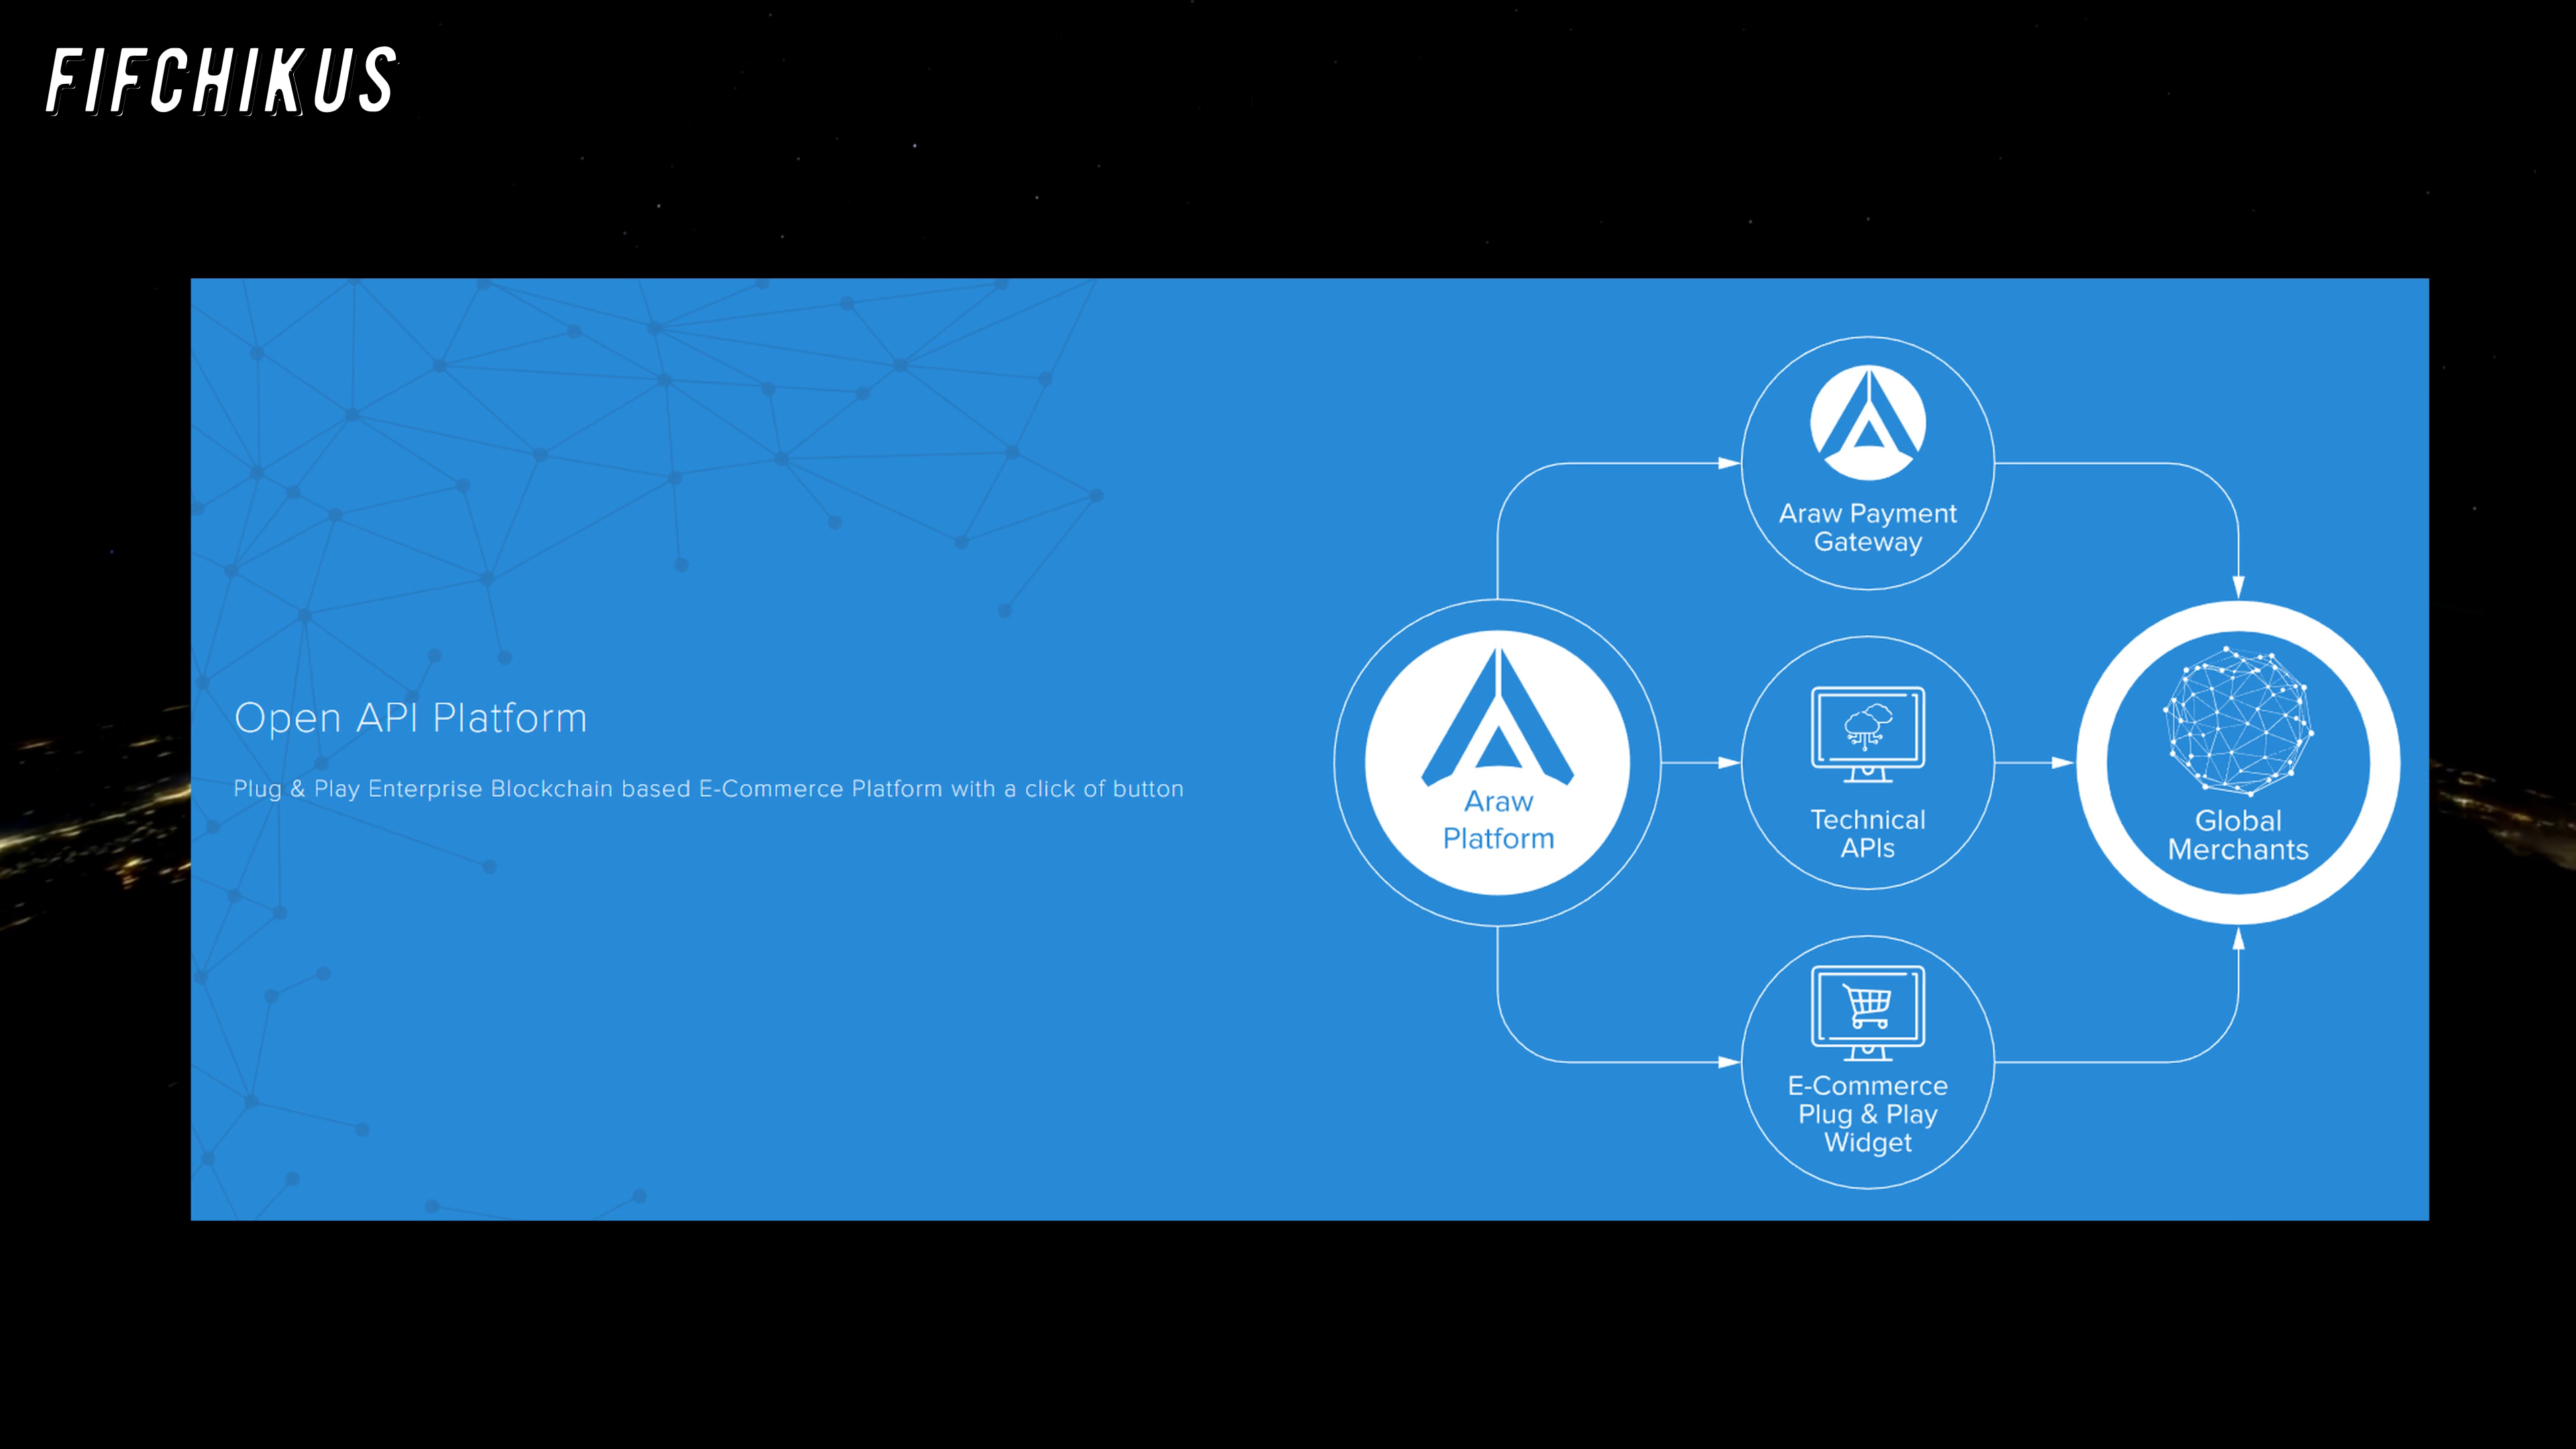 FIFCHIKUS
Open API Platform
Plug & Play Enterprise Blockchain based E-Commerce Platform with a click of button
Araw Payment
Gateway
Araw
Platform
Technical
APIs
Global
Merchants
E-Commerce
Plug & Play
Widget